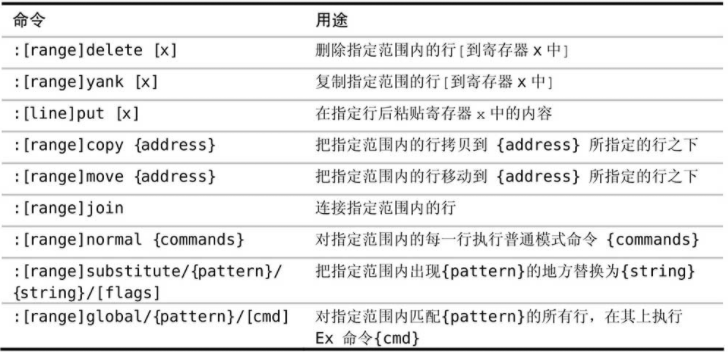 命令 用途
:[range]delete [x] 删除指定范围内的行[到寄存器 x 中]
:[range]yank [x] 复制指定范围的行[到寄存器 x 中]
:[line]put [x] 在指定行后粘贴寄存器 x 中的内容
:[range]copy {address} 把指定范围内的行拷贝到 {address} 所指定的行之下
:[range]move {address} 把指定范围内的行移动到 {address} 所指定的行之下
:[range]join 连接指定范围内的行
:[range]normal {commands} 对指定范围内的每一行执行普通模式命令 {commands}
:[range]substitute/{pattern}/ 把指定范围内出现{pattern}的地方替换为{string}
{string}/[flags]
:[range]global/{pattern}/[cmd] 对指定范围内匹配{pattern}的所有行，在其上执行
Ex 命令{cmd}